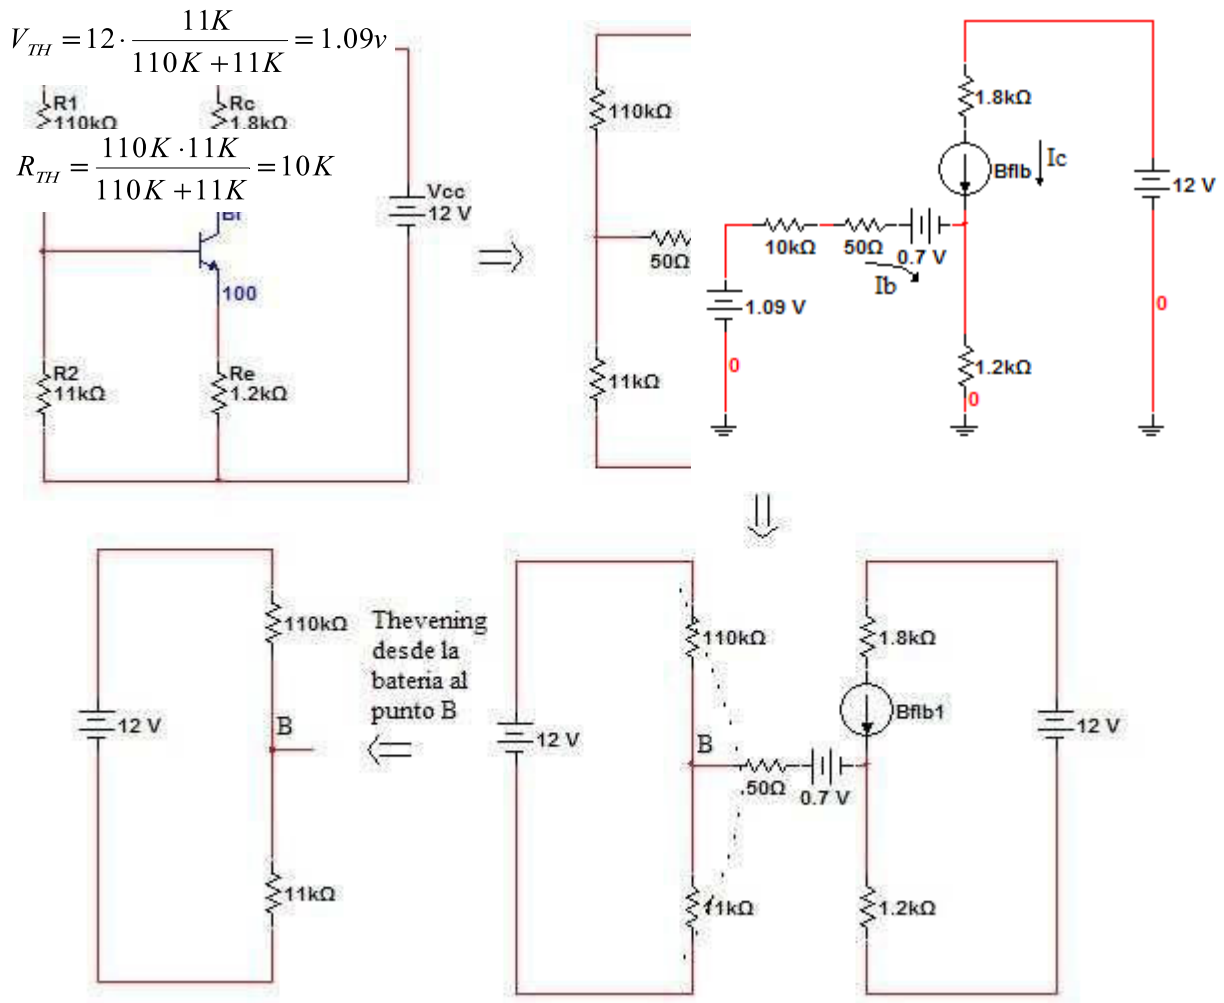 V_TH = 12 · 11K / (110K + 11K) = 1.09v
R1
110kΩ
Rc
1.8kΩ
R_TH = 110K · 11K / (110K + 11K) = 10K
Bf
100
Vcc
12 V
R2
11kΩ
Re
1.2kΩ
110kΩ
50Ω
11kΩ
1.8kΩ
BfIb
Ic
12 V
10kΩ
50Ω
0.7 V
Ib
1.09 V
0
0
1.2kΩ
0
110kΩ
12 V
B
11kΩ
Thevening
desde la
bateria al
punto B
110kΩ
12 V
B
50Ω
0.7 V
11kΩ
1.8kΩ
BfIb1
12 V
1.2kΩ